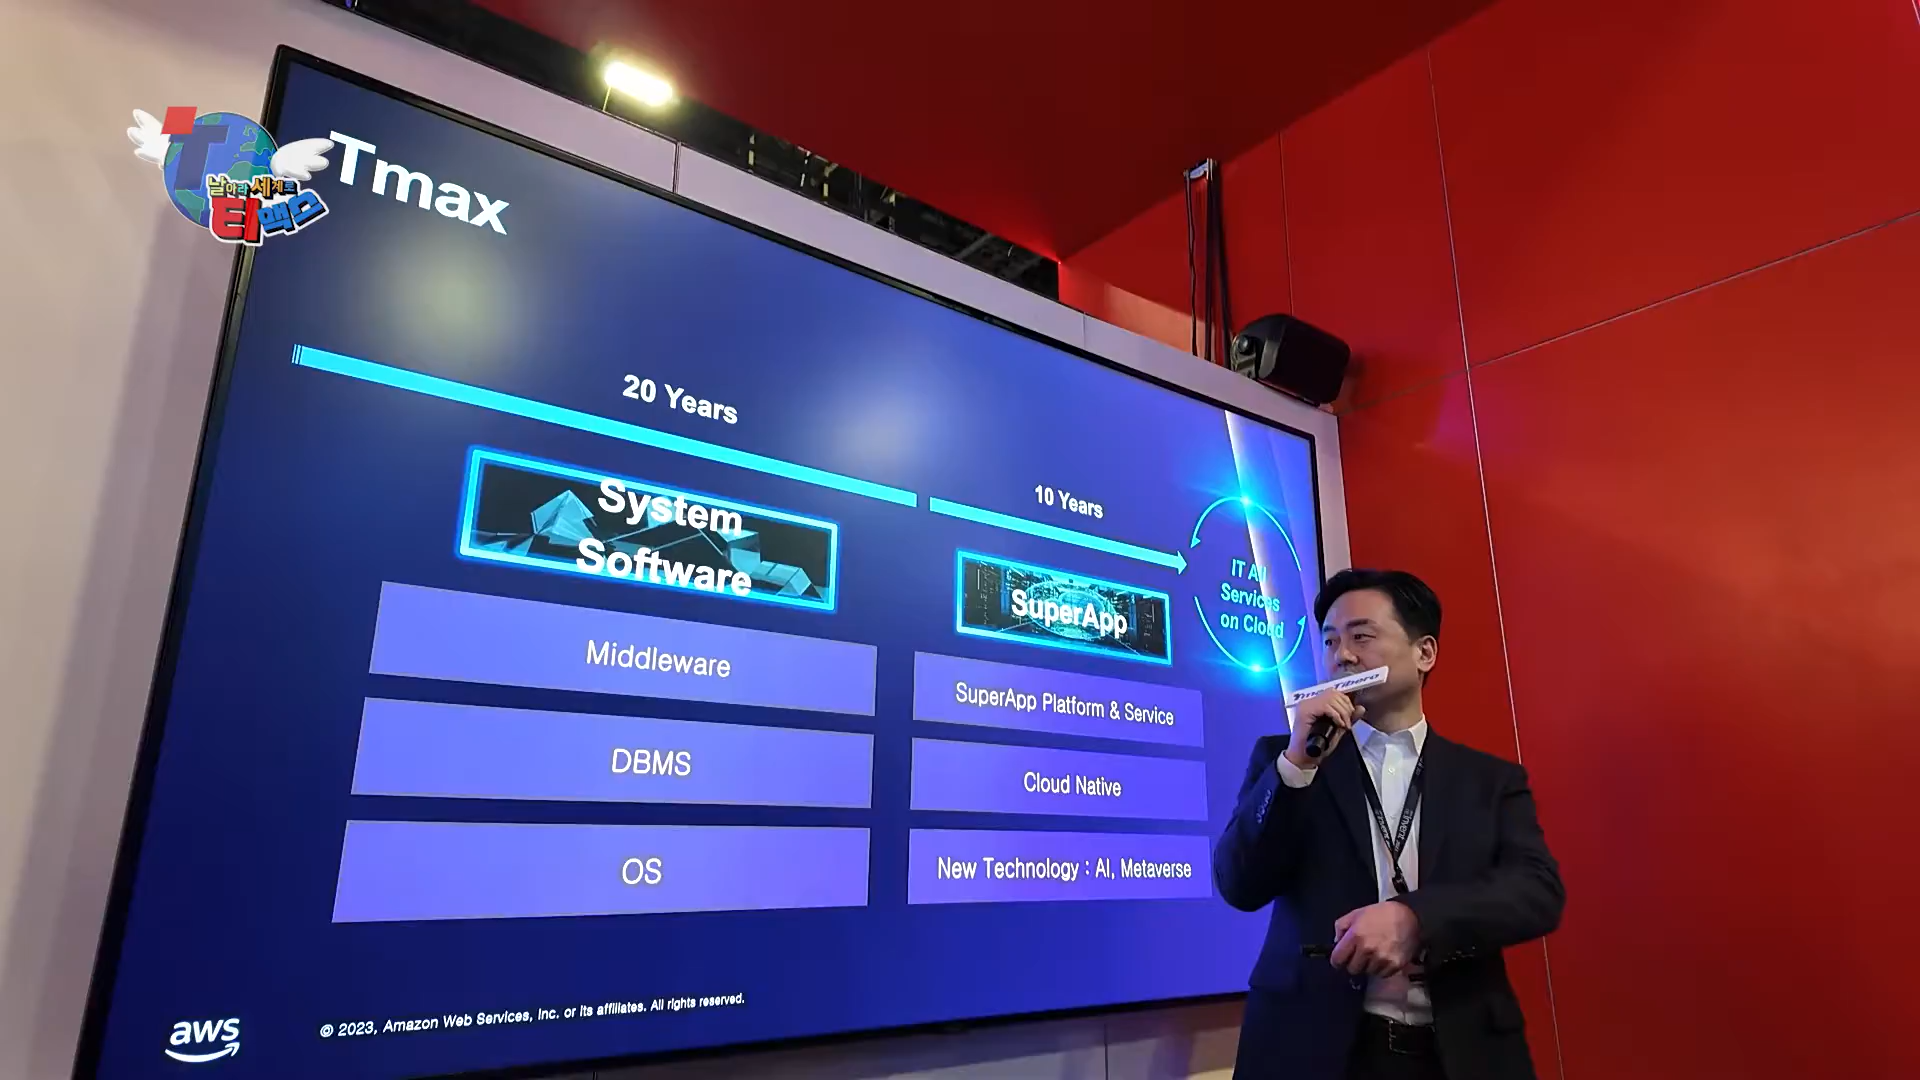 날아라 세계로
티맥스
Tmax
20 Years
10 Years
System
Software
SuperApp
IT All
Services
on Cloud
Middleware
SuperApp Platform & Service
DBMS
Cloud Native
OS
New Technology : AI, Metaverse
TmaxTibero
aws
© 2023, Amazon Web Services, Inc. or its affiliates. All rights reserved.